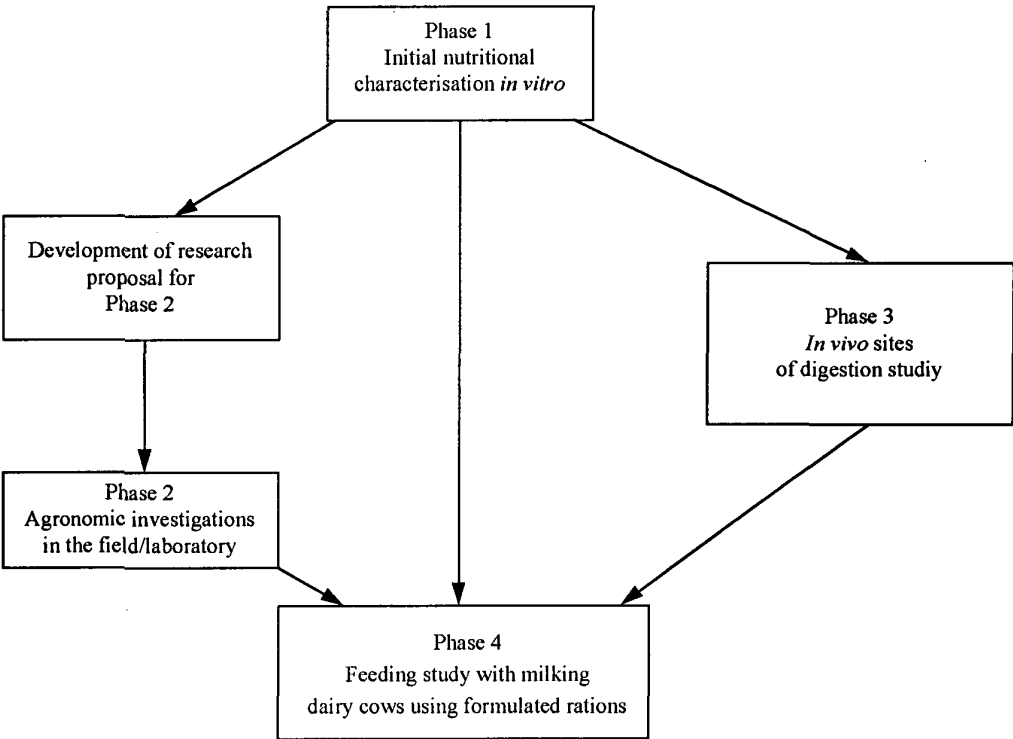 Phase 1
Initial nutritional
characterisation in vitro
Development of research
proposal for
Phase 2
Phase 3
In vivo sites
of digestion studiy
Phase 2
Agronomic investigations
in the field/laboratory
Phase 4
Feeding study with milking
dairy cows using formulated rations